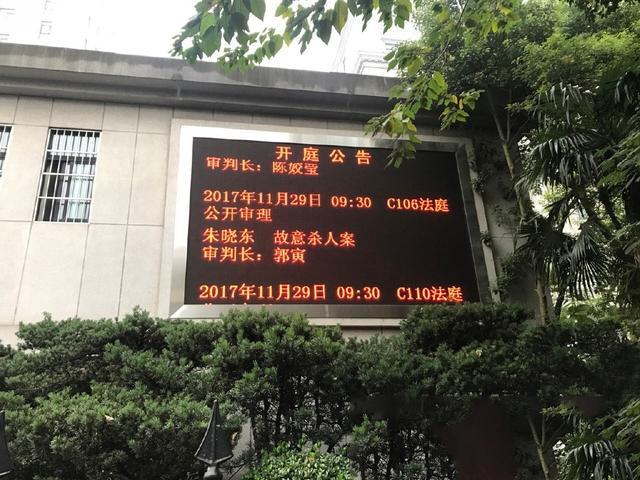 开庭公告
审判长：陈姣莹
2017年11月29日 09:30 C106法庭
公开审理
朱晓东 故意杀人案
审判长：郭寅
2017年11月29日 09:30 C110法庭